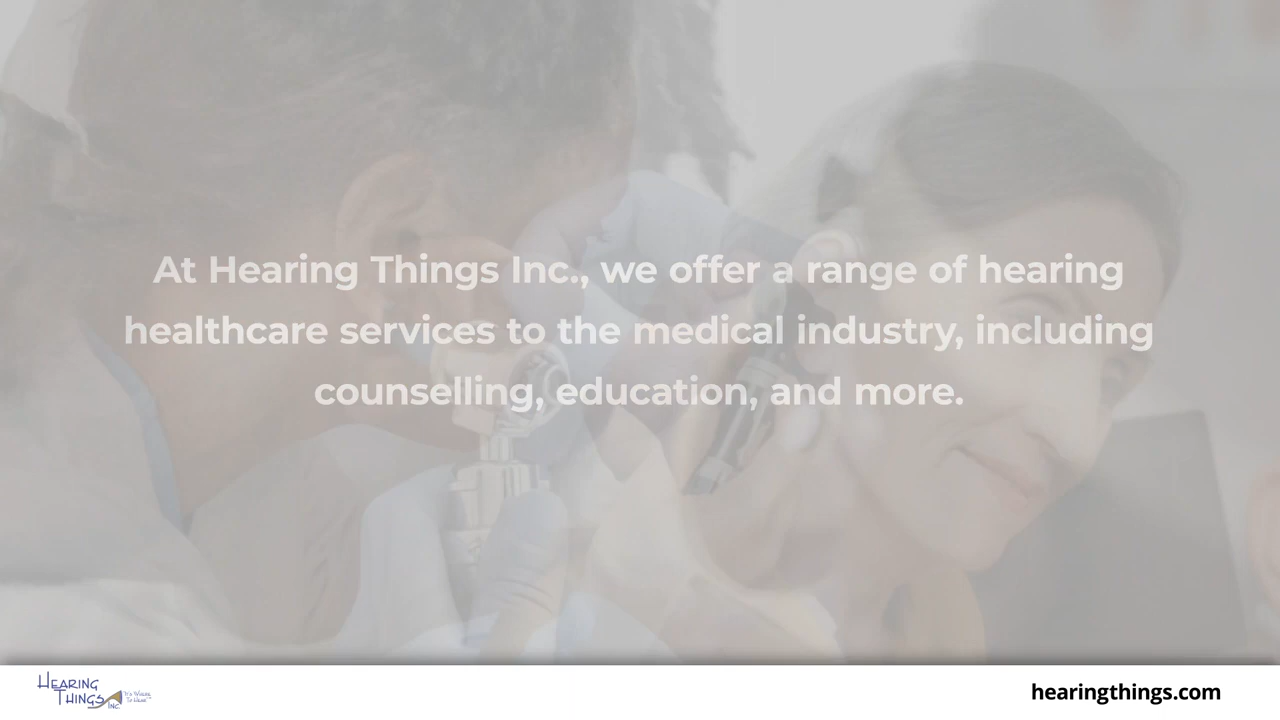 At Hearing Things Inc., we offer a range of hearing
healthcare services to the medical industry, including
counselling, education, and more.
HEARING
THINGS INC.
hearingthings.com